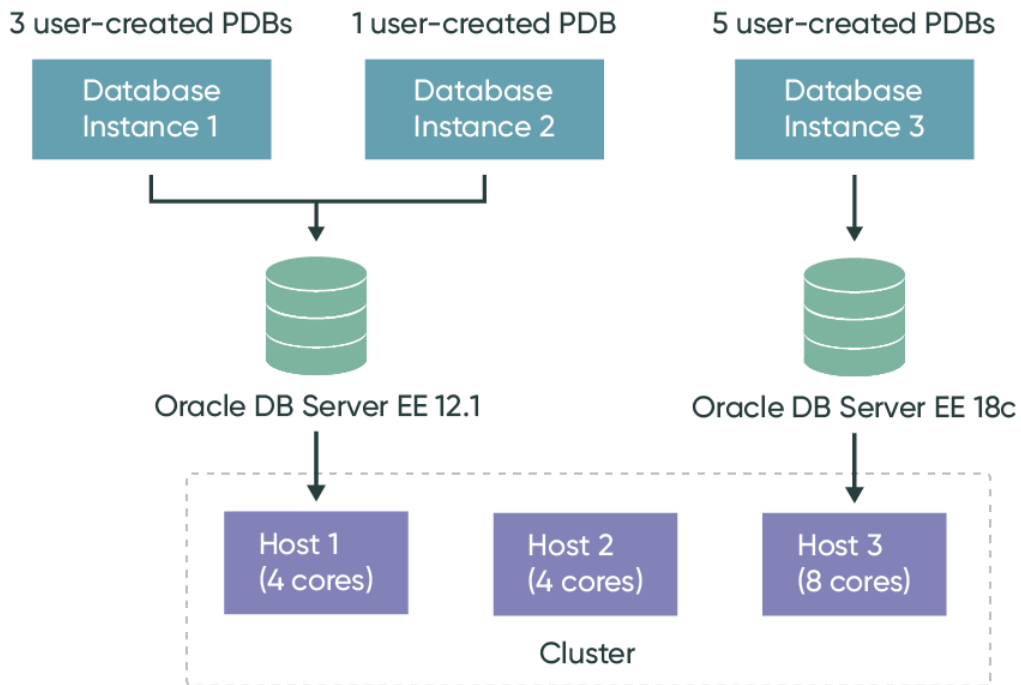 3 user-created PDBs
1 user-created PDB
5 user-created PDBs
Database
Instance 1
Database
Instance 2
Database
Instance 3
Oracle DB Server EE 12.1
Oracle DB Server EE 18c
Host 1
(4 cores)
Host 2
(4 cores)
Host 3
(8 cores)
Cluster